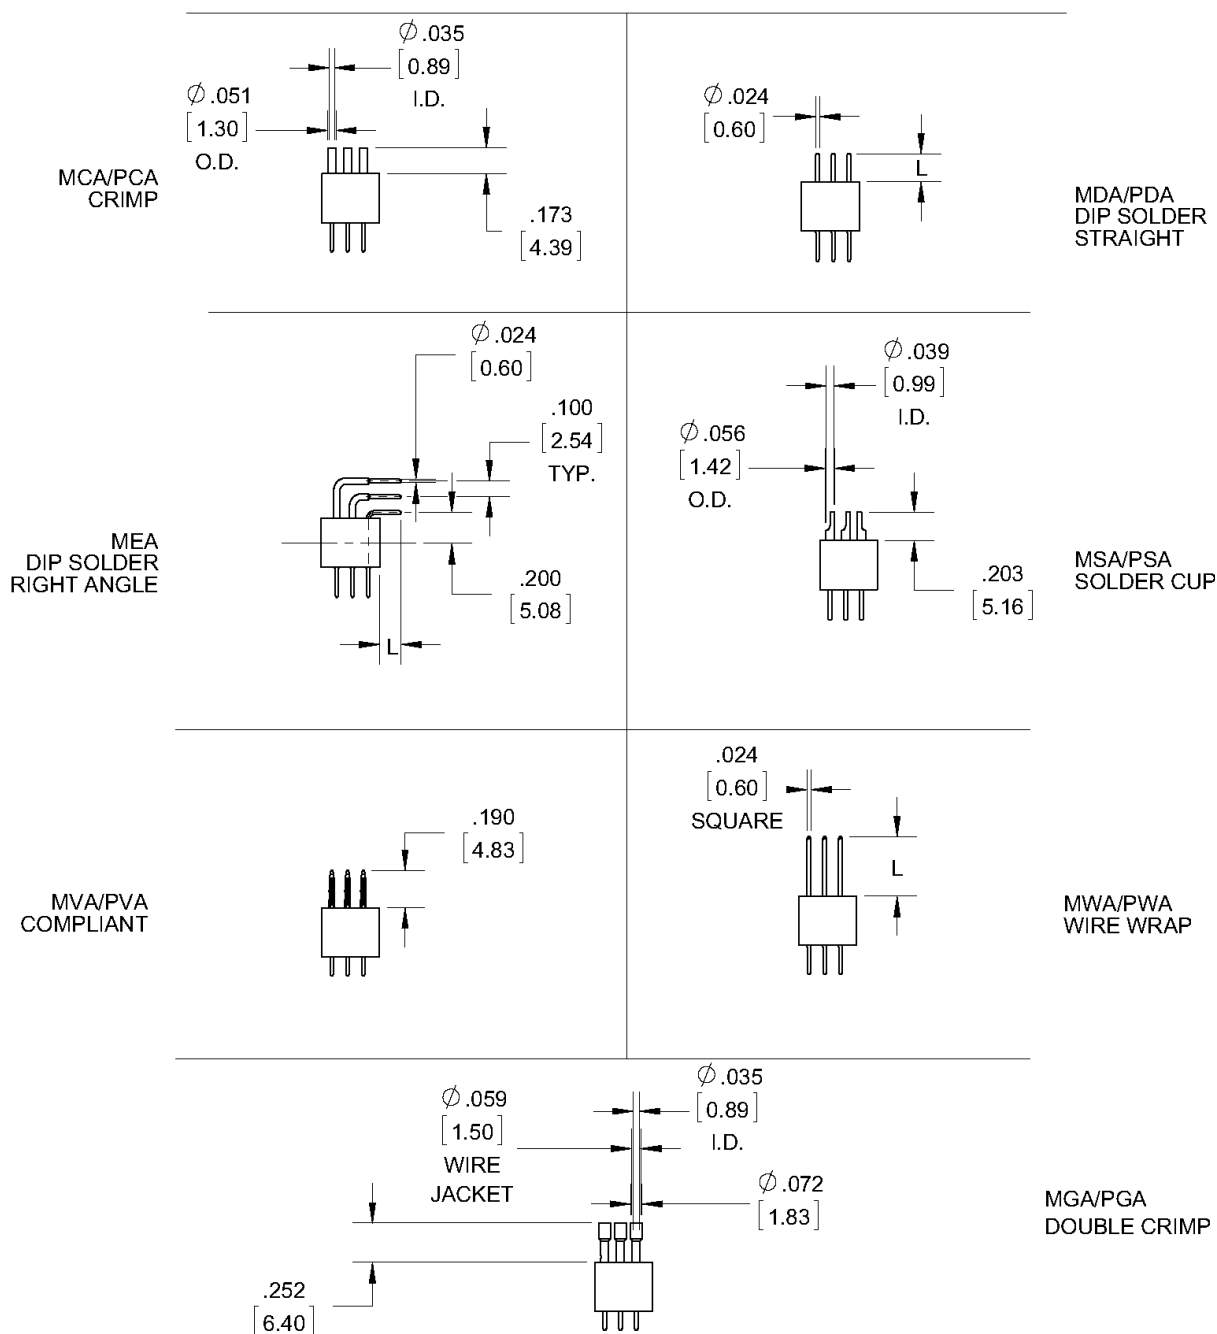 ∅ .035
[0.89]
I.D.
∅ .051
[1.30]
O.D.
MCA/PCA
CRIMP
.173
[4.39]
∅ .024
[0.60]
L
MDA/PDA
DIP SOLDER
STRAIGHT
∅ .024
[0.60]
.100
[2.54]
TYP.
MEA
DIP SOLDER
RIGHT ANGLE
.200
[5.08]
L
∅ .039
[0.99]
I.D.
∅ .056
[1.42]
O.D.
MSA/PSA
SOLDER CUP
.203
[5.16]
.190
[4.83]
MVA/PVA
COMPLIANT
.024
[0.60]
SQUARE
L
MWA/PWA
WIRE WRAP
∅ .035
[0.89]
I.D.
∅ .059
[1.50]
WIRE
JACKET
∅ .072
[1.83]
MGA/PGA
DOUBLE CRIMP
.252
[6.40]